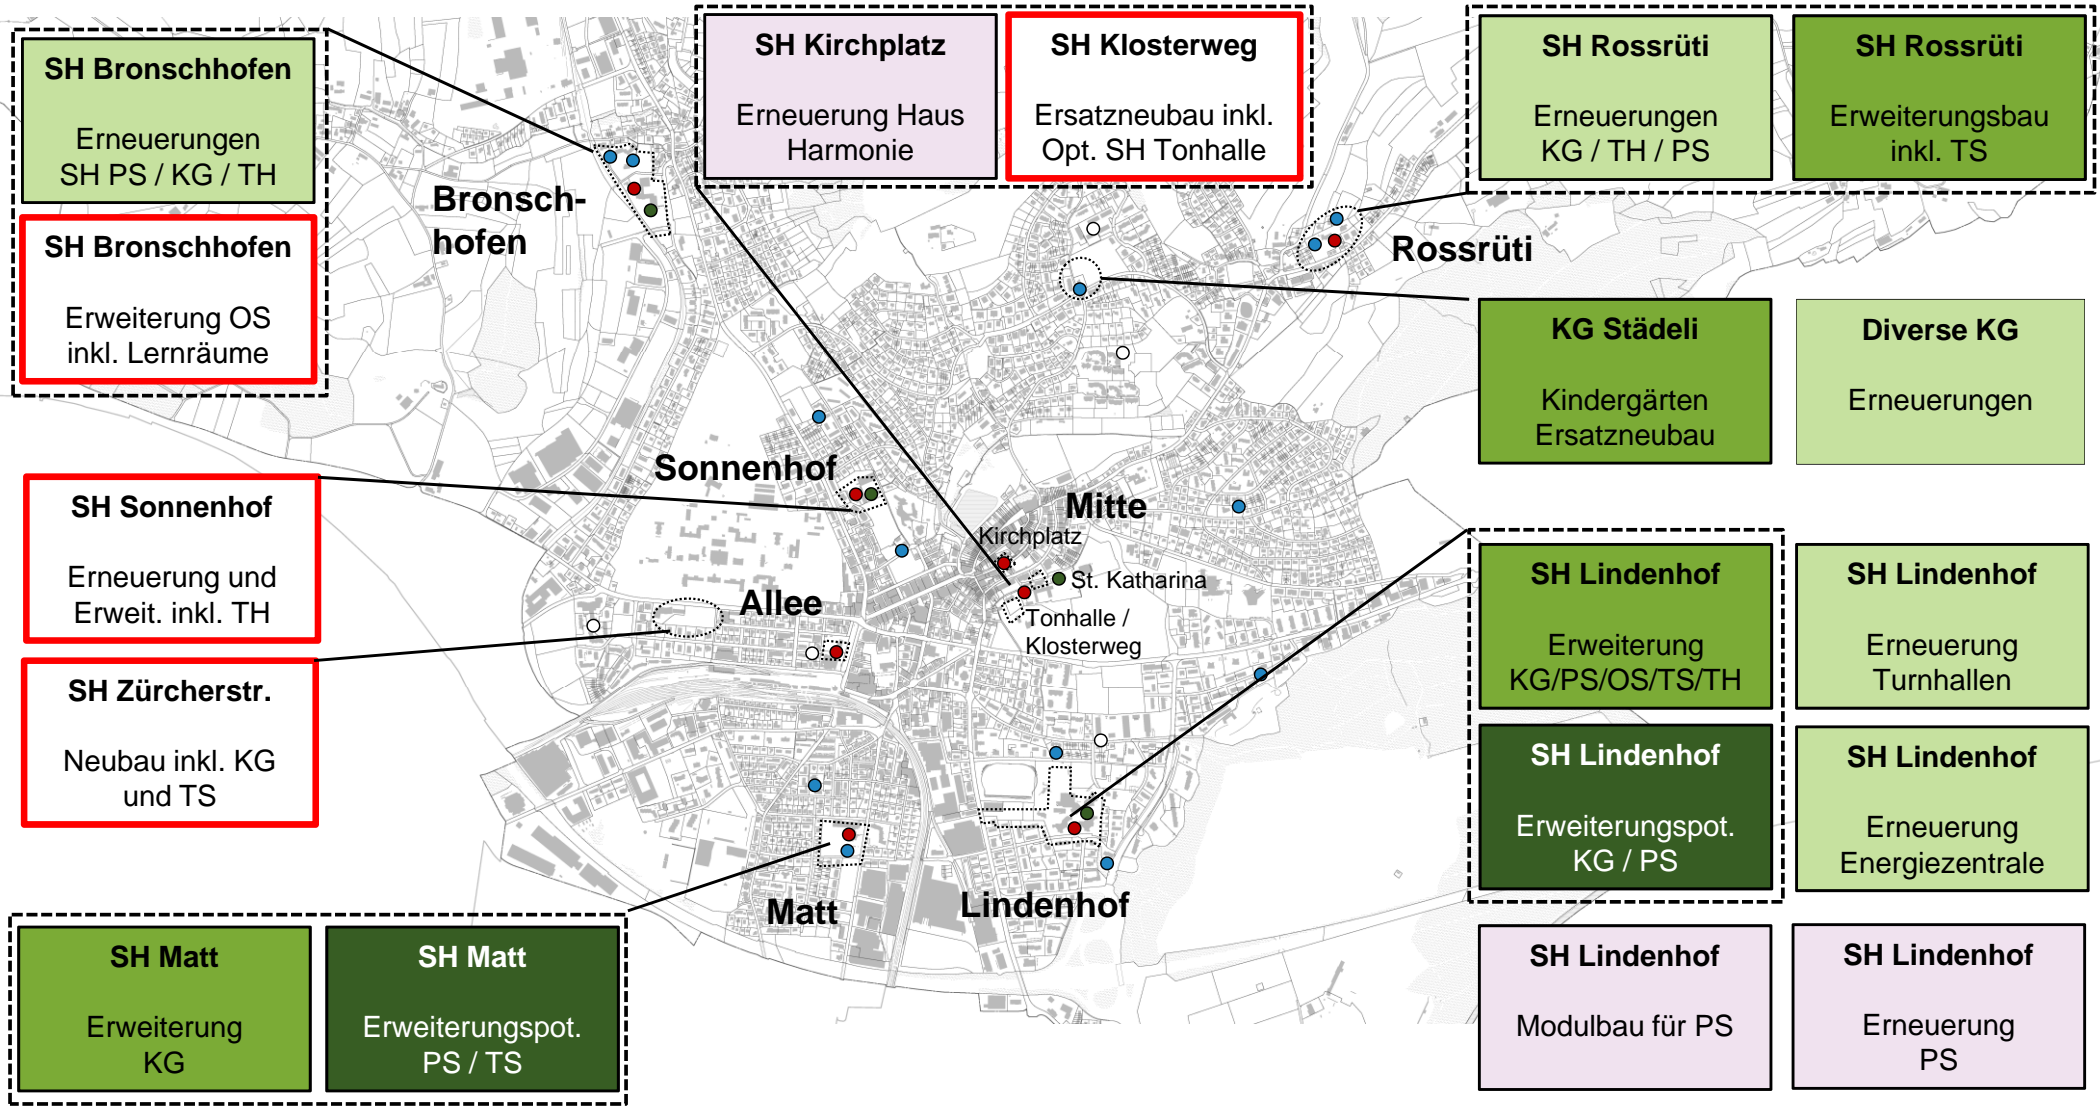 SH Bronschhofen
Erneuerungen
SH PS / KG / TH
SH Bronschhofen
Erweiterung OS
inkl. Lernräume
SH Kirchplatz
Erneuerung Haus
Harmonie
SH Klosterweg
Ersatzneubau inkl.
Opt. SH Tonhalle
SH Rossrüti
Erneuerungen
KG / TH / PS
SH Rossrüti
Erweiterungsbau
inkl. TS
Bronsch-
hofen
Rossrüti
KG Städeli
Kindergärten
Ersatzneubau
Diverse KG
Erneuerungen
Sonnenhof
Mitte
Kirchplatz
St. Katharina
Tonhalle /
Klosterweg
Allee
SH Sonnenhof
Erneuerung und
Erweit. inkl. TH
SH Zürcherstr.
Neubau inkl. KG
und TS
SH Lindenhof
Erweiterung
KG/PS/OS/TS/TH
SH Lindenhof
Erneuerung
Turnhallen
SH Lindenhof
Erweiterungspot.
KG / PS
SH Lindenhof
Erneuerung
Energiezentrale
Matt
Lindenhof
SH Matt
Erweiterung
KG
SH Matt
Erweiterungspot.
PS / TS
SH Lindenhof
Modulbau für PS
SH Lindenhof
Erneuerung
PS